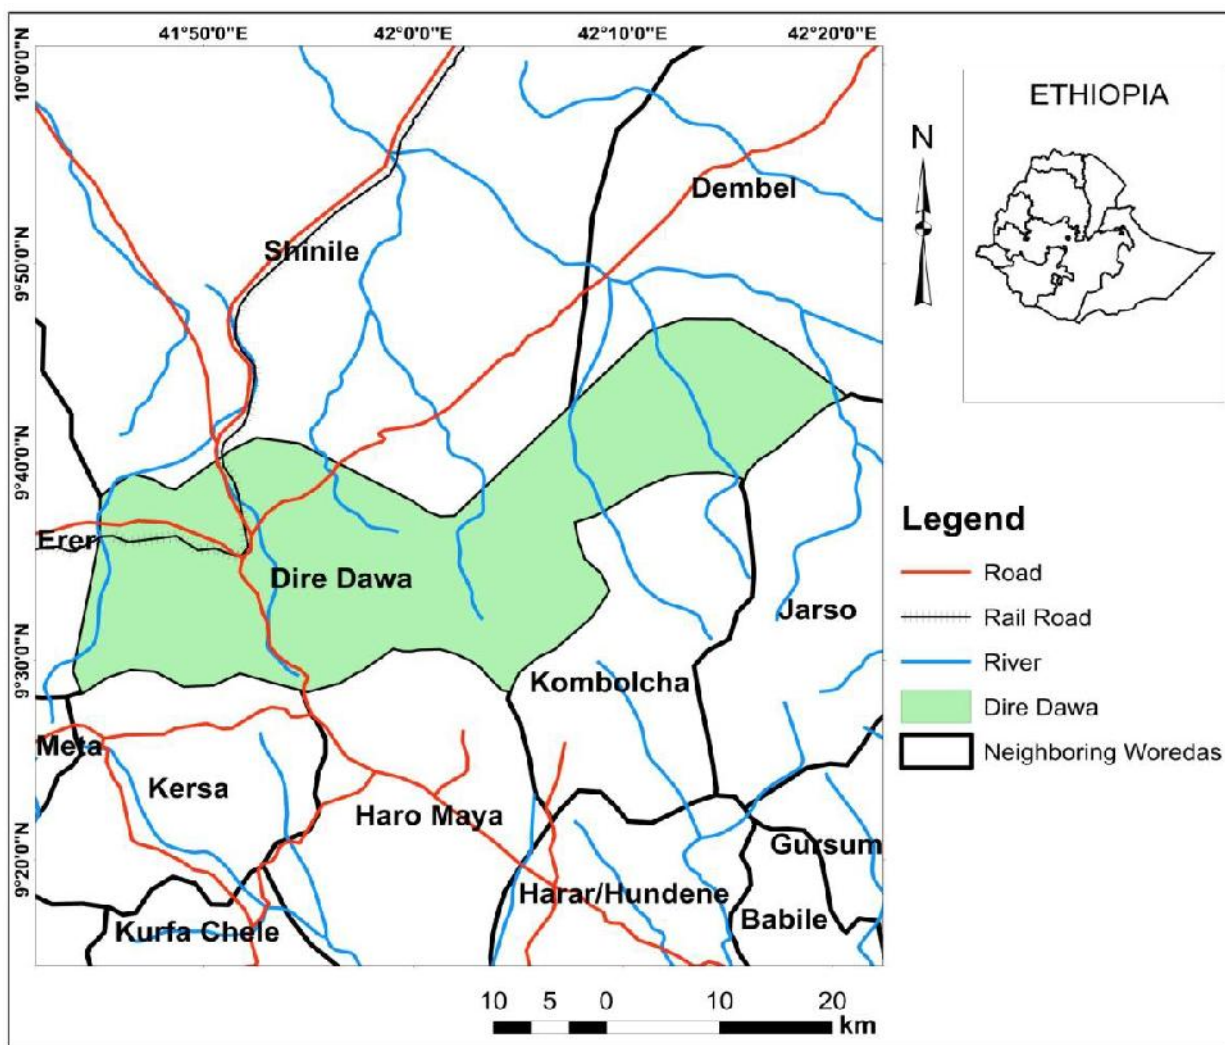 41°50'0"E
42°0'0"E
42°10'0"E
42°20'0"E
10°0'0"N
9°50'0"N
9°40'0"N
9°30'0"N
9°20'0"N
Dembel
Shinile
Erer
Dire Dawa
Jarso
Kombolcha
Meta
Kersa
Haro Maya
Gursum
Harar/Hundene
Babile
Kurfa Chele
N
ETHIOPIA
Legend
Road
Rail Road
River
Dire Dawa
Neighboring Woredas
10 5 0 10 20
km